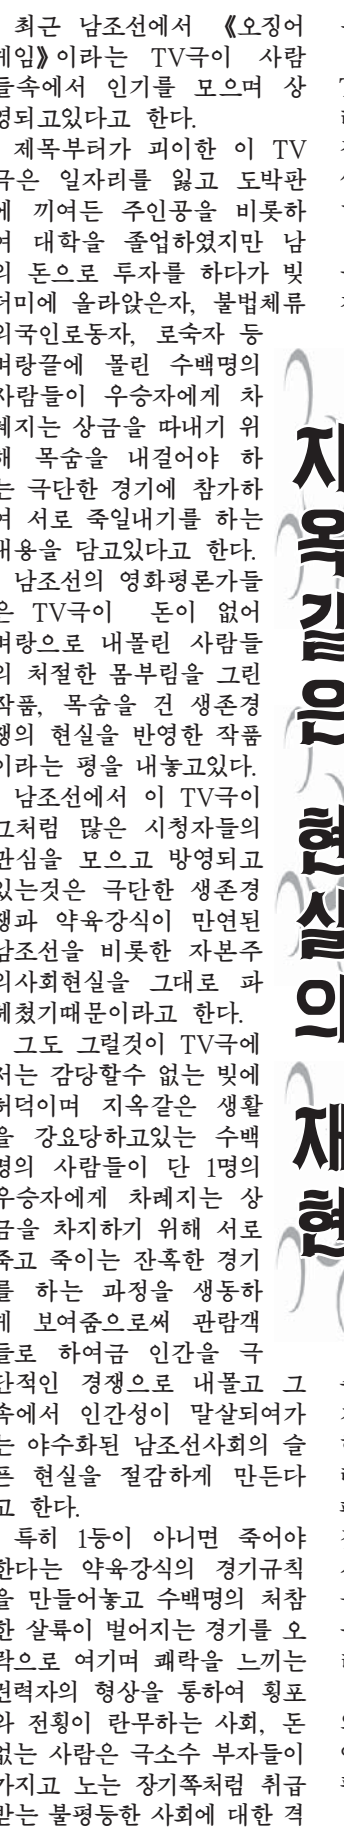 최근 남조선에서 《오징어
게임》이라는 TV극이 사람
들속에서 인기를 모으며 상
영되고있다고 한다.
제목부터가 괴이한 이 TV
극은 일자리를 잃고 도박판
에 끼여든 주인공을 비롯하
여 대학을 졸업하였지만 남
의 돈으로 투자를 하다가 빚
더미에 올라앉은자, 불법체류
외국인로동자, 로숙자 등
벼랑끝에 몰린 수백명의
사람들이 우승자에게 차
례지는 상금을 따내기 위
해 목숨을 내걸어야 하
는 극단한 경기에 참가하
여 서로 죽일내기를 하는
내용을 담고있다고 한다.
남조선의 영화평론가들
은 TV극이 돈이 없어
벼랑으로 내몰린 사람들
의 처절한 몸부림을 그린
작품, 목숨을 건 생존경
쟁의 현실을 반영한 작품
이라는 평을 내놓고있다.
남조선에서 이 TV극이
그처럼 많은 시청자들의
관심을 모으고 방영되고
있는것은 극단한 생존경
쟁과 약육강식이 만연된
남조선을 비롯한 자본주
의사회현실을 그대로 파
헤쳤기때문이라고 한다.
그도 그럴것이 TV극에
서는 감당할수 없는 빚에
허덕이며 지옥같은 생활
을 강요당하고있는 수백
명의 사람들이 단 1명의
우승자에게 차례지는 상
금을 차지하기 위해 서로
죽고 죽이는 잔혹한 경기
를 하는 과정을 생동하
게 보여줌으로써 관람객
들로 하여금 인간을 극
단적인 경쟁으로 내몰고 그
속에서 인간성이 말살되여가
는 야수화된 남조선사회의 슬
픈 현실을 절감하게 만든다
고 한다.
특히 1등이 아니면 죽어야
한다는 약육강식의 경기규칙
을 만들어놓고 수백명의 처참
한 살륙이 벌어지는 경기를 오
락으로 여기며 쾌락을 느끼는
권력자의 형상을 통하여 횡포
와 전횡이 란무하는 사회, 돈
없는 사람은 극소수 부자들이
가지고 노는 장기쪽처럼 취급
받는 불평등한 사회에 대한 격
지옥같은 현실의 재현